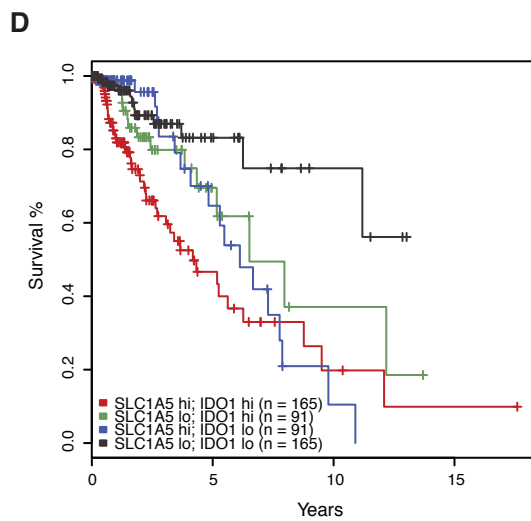 D
1.0
0.8
0.6
0.4
0.2
0.0
Survival %
SLC1A5 hi; IDO1 hi (n = 165)
SLC1A5 lo; IDO1 hi (n = 91)
SLC1A5 hi; IDO1 lo (n = 91)
SLC1A5 lo; IDO1 lo (n = 165)
0 5 10 15
Years